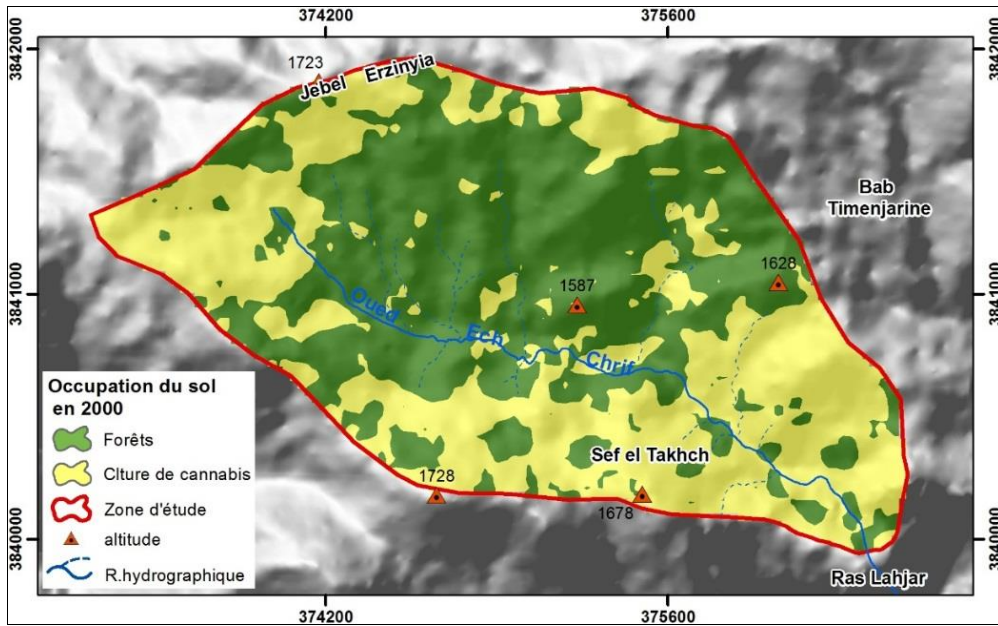 374200
375600
3842000
3842000
1723
Jebel Erzinyia
Bab
Timenjarine
1628
3841000
3841000
1587
Oued Ech Chrif
Occupation du sol
en 2000
Forêts
Clture de cannabis
Zone d'étude
altitude
R.hydrographique
Sef el Takhch
1728
1678
3840000
3840000
Ras Lahjar
374200
375600